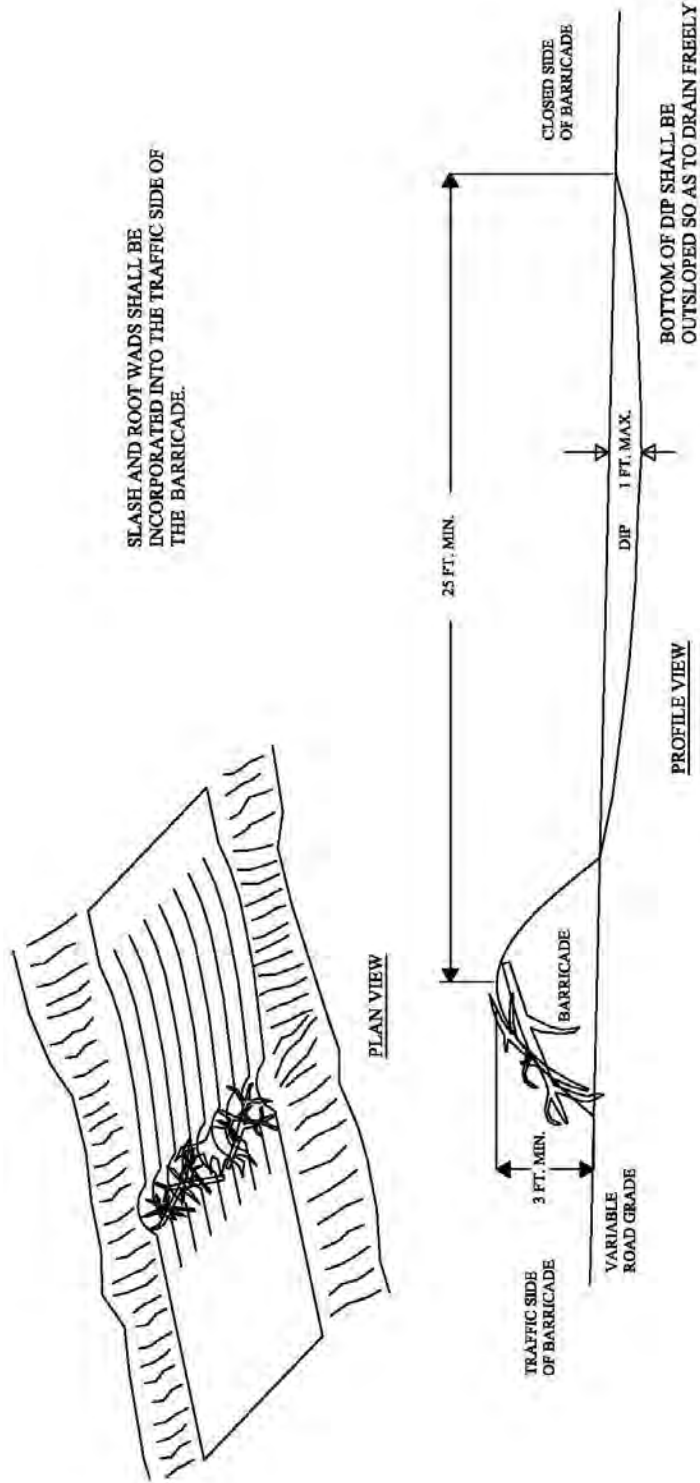 SLASH AND ROOT WADS SHALL BE
INCORPORATED INTO THE TRAFFIC SIDE OF
THE BARRICADE.
PLAN VIEW
25 FT. MIN.
CLOSED SIDE
OF BARRICADE
3 FT. MIN.
BARRICADE
TRAFFIC SIDE
OF BARRICADE
VARIABLE
ROAD GRADE
DIP
1 FT. MAX.
BOTTOM OF DIP SHALL BE
OUTSLOPED SO AS TO DRAIN FREELY
PROFILE VIEW